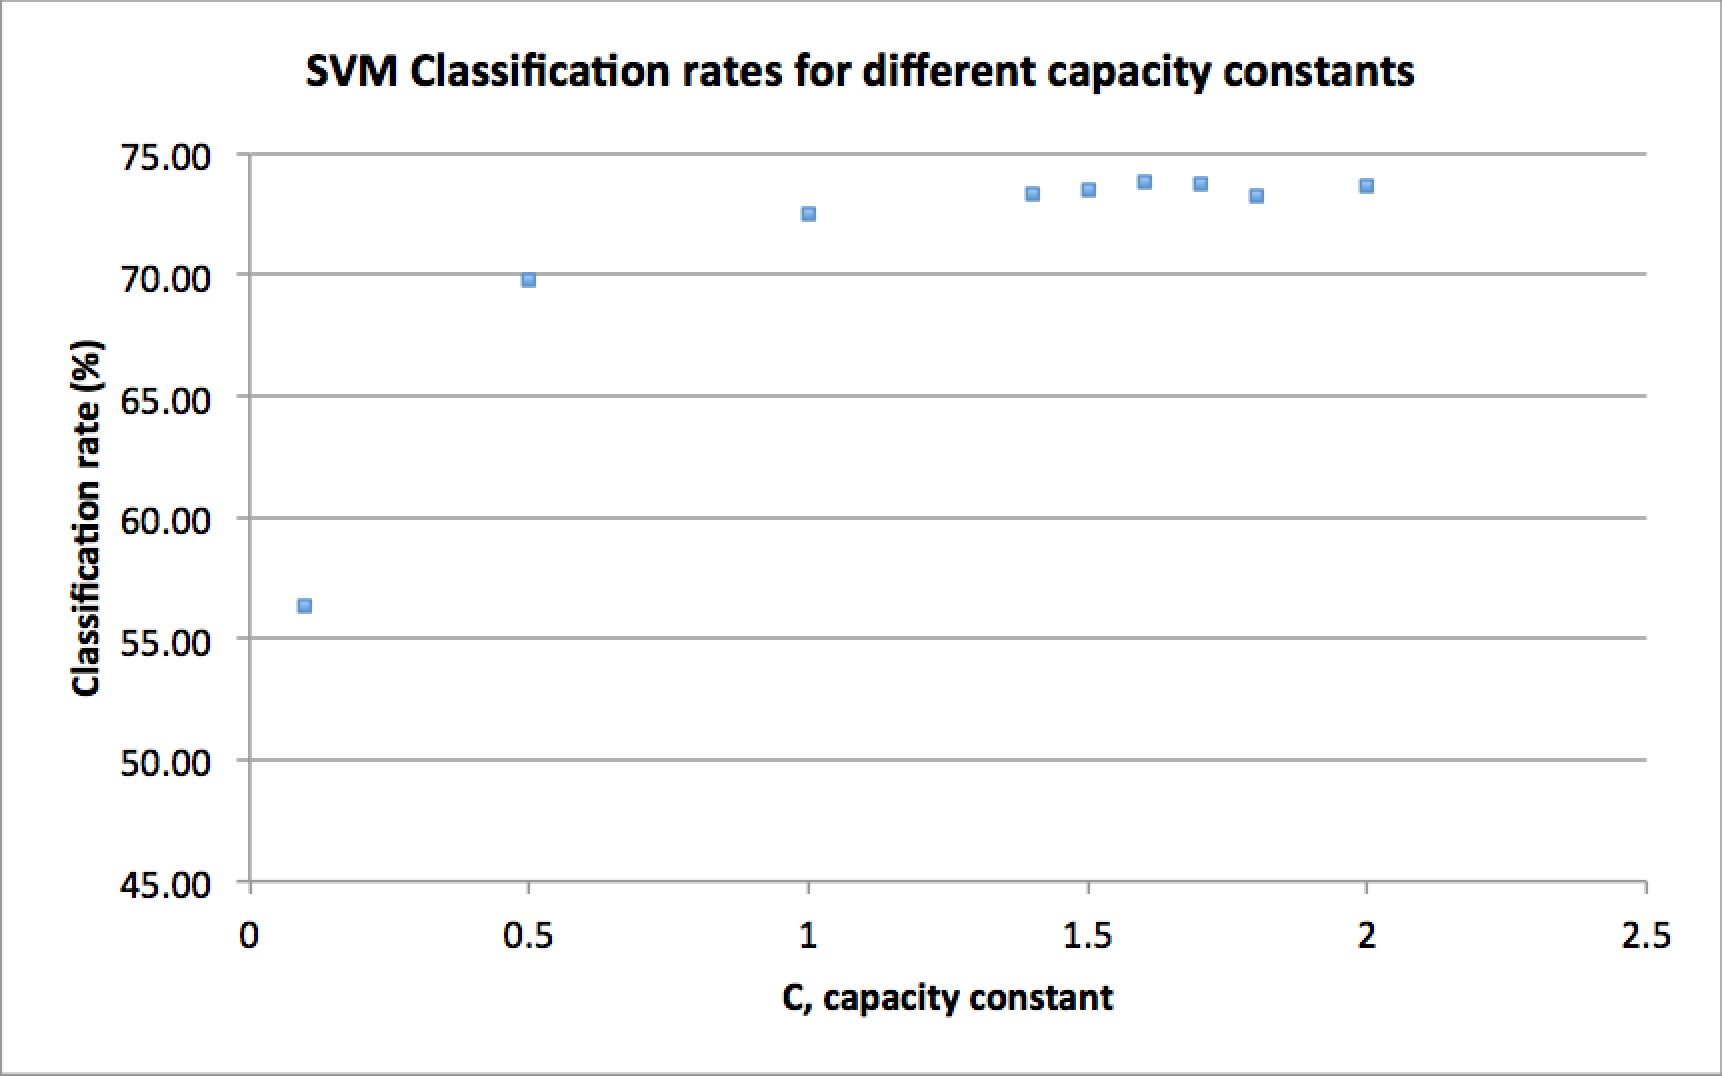 SVM Classification rates for different capacity constants
75.00
70.00
65.00
60.00
55.00
50.00
45.00
Classification rate (%)
0 0.5 1 1.5 2 2.5
C, capacity constant